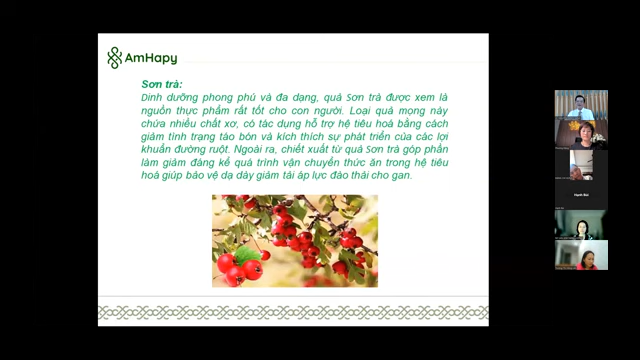 AmHapy
Sơn trà:
Dinh dưỡng phong phú và đa dạng, quả Sơn trà được xem là
nguồn thực phẩm rất tốt cho con người. Loại quả mọng này
chứa nhiều chất xơ, có tác dụng hỗ trợ hệ tiêu hoá bằng cách
giảm tình trạng táo bón và kích thích sự phát triển của các lợi
khuẩn đường ruột. Ngoài ra, chiết xuất từ quả Sơn trà góp phần
làm giảm đáng kể quá trình vận chuyển thức ăn trong hệ tiêu
hoá giúp bảo vệ dạ dày giảm tải áp lực đào thải cho gan.
Hạnh Bùi